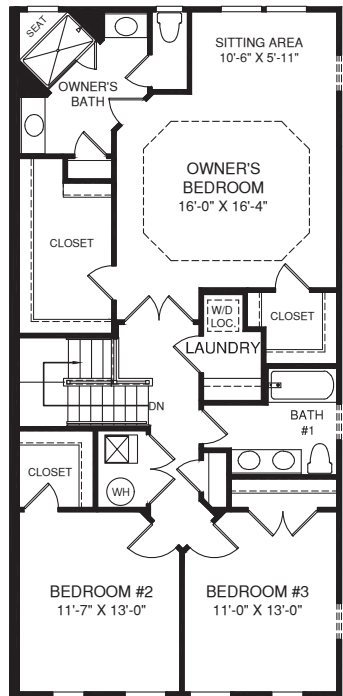 SEAT
SITTING AREA
10'-6" X 5'-11"
OWNER'S
BATH
OWNER'S
BEDROOM
16'-0" X 16'-4"
CLOSET
W/D
LOC.
CLOSET
LAUNDRY
DN
BATH
#1
CLOSET
WH
BEDROOM #2
11'-7" X 13'-0"
BEDROOM #3
11'-0" X 13'-0"